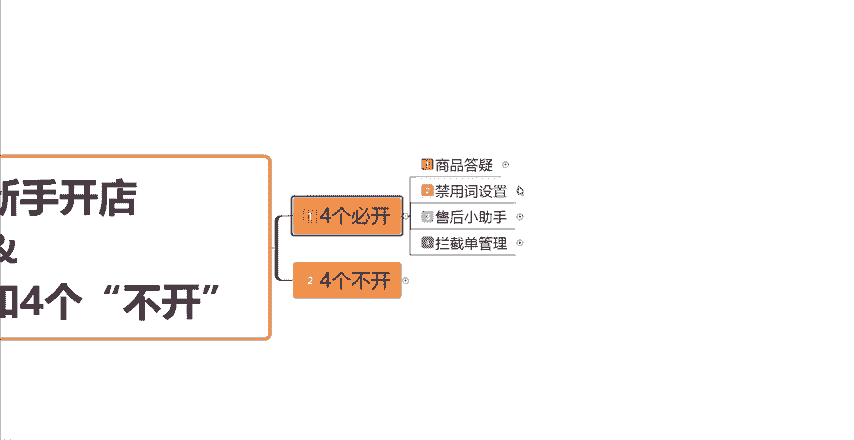 新手开店
&
和4个“不开”
1 4个必开
1 商品答疑
2 禁用词设置
3 售后小助手
4 拦截单管理
2 4个不开